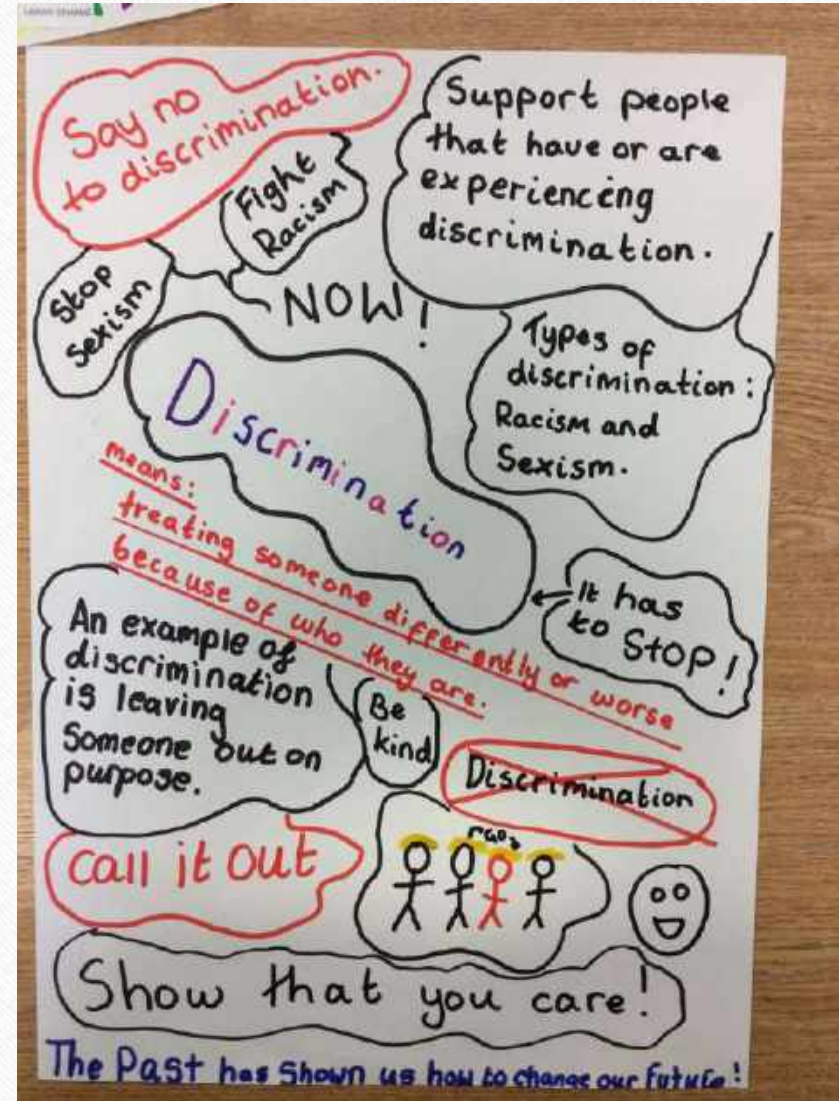 Say no
to discrimination.
Support people
that have or are
experiencing
discrimination.
Fight
Racism
Stop
Sexism
NOW!
Types of
discrimination:
Racism and
Sexism.
Discrimination
means:
treating someone differently or worse
because of who they are.
It has
to STOP!
An example of
discrimination
is leaving
someone out on
purpose.
Be
kind
Discrimination
call it out
Show that you care!
The Past has shown us how to change our future!